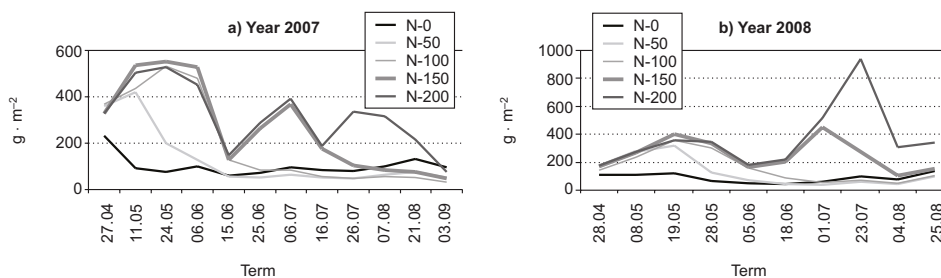 a) Year 2007
N-0
N-50
N-100
N-150
N-200
g · m–2
600
400
200
0
27.04
11.05
24.05
06.06
15.06
25.06
06.07
16.07
26.07
07.08
21.08
03.09
Term
b) Year 2008
N-0
N-50
N-100
N-150
N-200
g · m–2
1000
800
600
400
200
0
28.04
08.05
19.05
28.05
05.06
18.06
01.07
23.07
04.08
25.08
Term